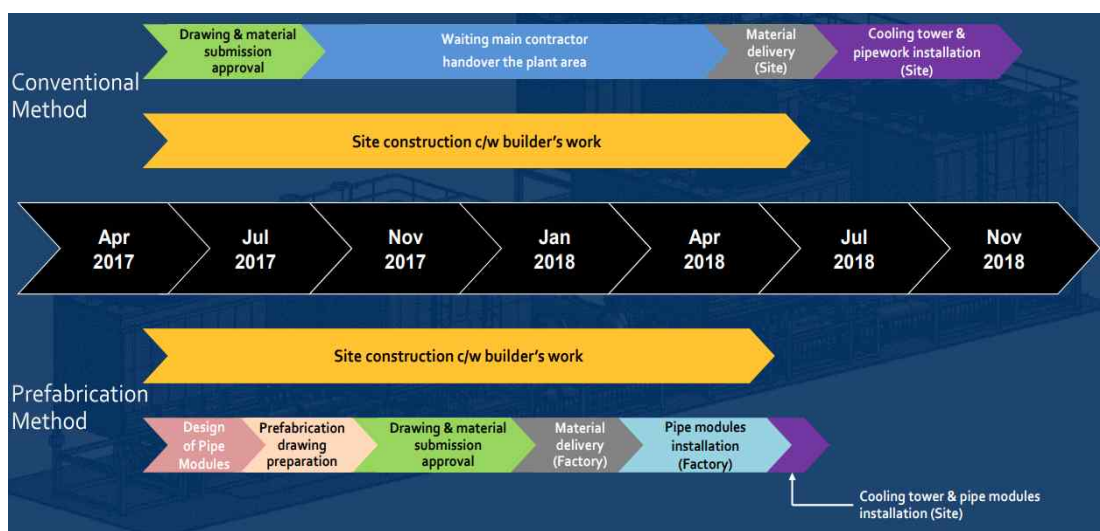 Conventional
Method
Drawing & material
submission
approval
Waiting main contractor
handover the plant area
Material
delivery
(Site)
Cooling tower &
pipework installation
(Site)
Site construction c/w builder's work
Apr
2017
Jul
2017
Nov
2017
Jan
2018
Apr
2018
Jul
2018
Nov
2018
Site construction c/w builder's work
Prefabrication
Method
Design
of Pipe
Modules
Prefabrication
drawing
preparation
Drawing & material
submission
approval
Material
delivery
(Factory)
Pipe modules
installation
(Factory)
Cooling tower & pipe modules
installation (Site)